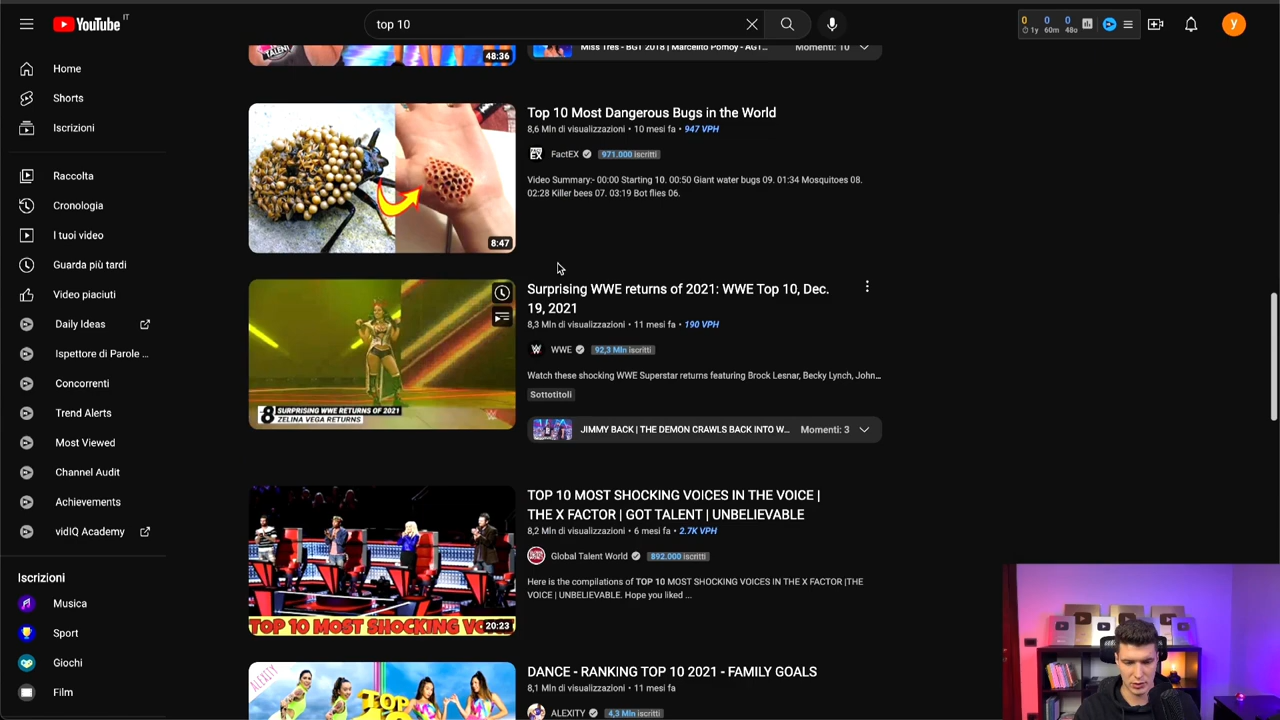 YouTube IT
top 10
0 0 0
1y 60m 48o
y
Home
Shorts
Iscrizioni
Raccolta
Cronologia
I tuoi video
Guarda più tardi
Video piaciuti
Daily Ideas
Ispettore di Parole ...
Concorrenti
Trend Alerts
Most Viewed
Channel Audit
Achievements
vidIQ Academy
Iscrizioni
Musica
Sport
Giochi
Film
TALENT
48:36
Miss Tres - BGT 2018 | Marcelito Pomoy - AGT...
Momenti: 10
8:47
Top 10 Most Dangerous Bugs in the World
8,6 Mln di visualizzazioni • 10 mesi fa • 947 VPH
FactEX 971.000 iscritti
Video Summary:- 00:00 Starting 10. 00:50 Giant water bugs 09. 01:34 Mosquitoes 08.
02:28 Killer bees 07. 03:19 Bot flies 06.
8 SURPRISING WWE RETURNS OF 2021
ZELINA VEGA RETURNS
Surprising WWE returns of 2021: WWE Top 10, Dec.
19, 2021
8,3 Mln di visualizzazioni • 11 mesi fa • 190 VPH
WWE 92,3 Mln iscritti
Watch these shocking WWE Superstar returns featuring Brock Lesnar, Becky Lynch, John...
Sottotitoli
JIMMY BACK | THE DEMON CRAWLS BACK INTO W...
Momenti: 3
TOP 10 MOST SHOCKING VO
20:23
TOP 10 MOST SHOCKING VOICES IN THE VOICE |
THE X FACTOR | GOT TALENT | UNBELIEVABLE
8,2 Mln di visualizzazioni • 6 mesi fa • 2.7K VPH
Global Talent World 892.000 iscritti
Here is the compilations of TOP 10 MOST SHOCKING VOICES IN THE X FACTOR |THE
VOICE | UNBELIEVABLE. Hope you liked ...
ALEXITY
TOP
DANCE - RANKING TOP 10 2021 - FAMILY GOALS
8,1 Mln di visualizzazioni • 11 mesi fa
ALEXITY 4,3 Mln iscritti